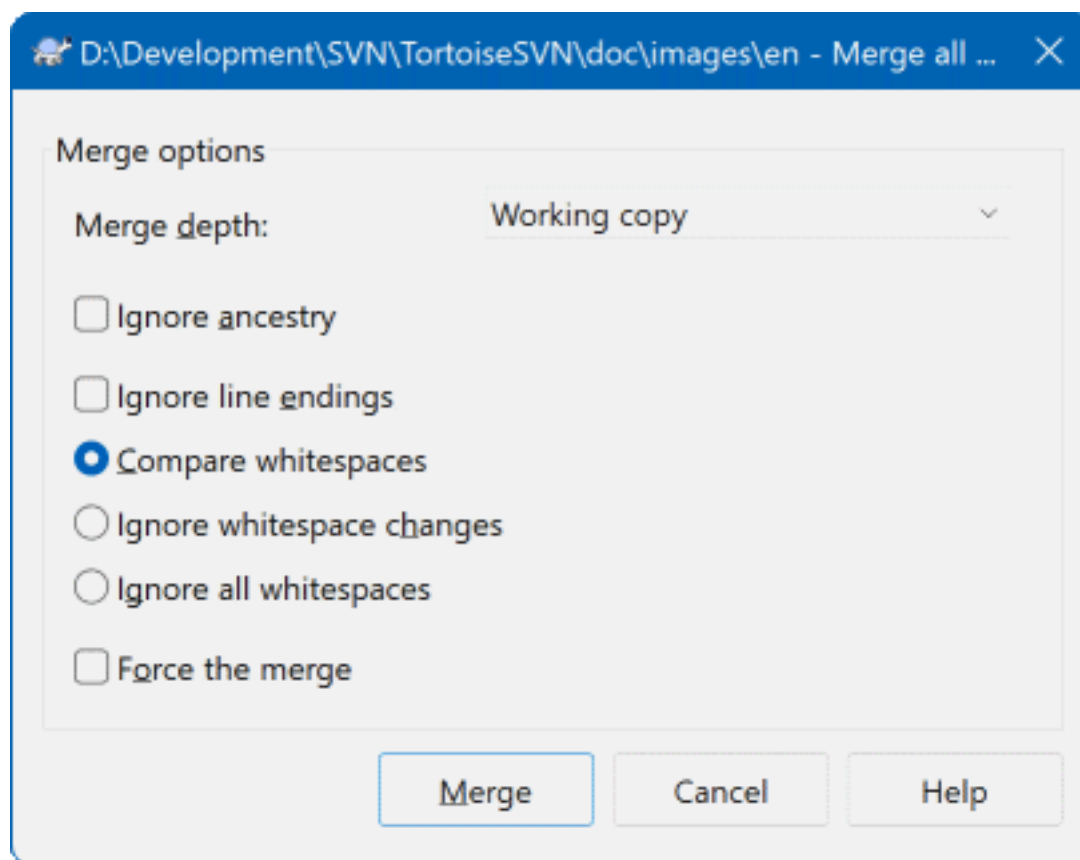 D:\Development\SVN\TortoiseSVN\doc\images\en - Merge all ...
Merge options
Merge depth: Working copy
Ignore ancestry
Ignore line endings
Compare whitespaces
Ignore whitespace changes
Ignore all whitespaces
Force the merge
Merge Cancel Help